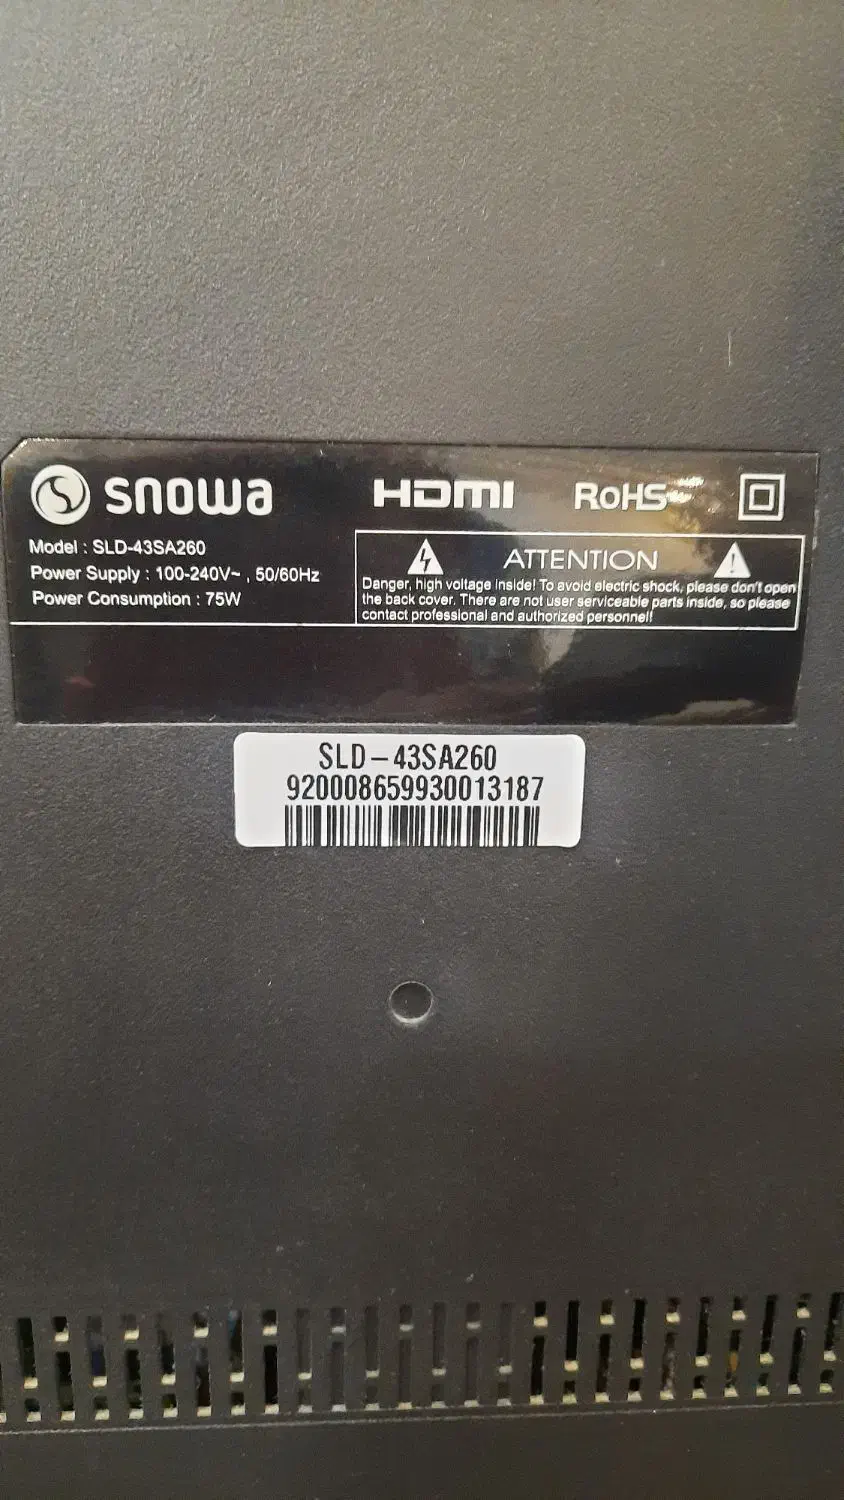 snowa
HDMI
RoHS
Model : SLD-43SA260
Power Supply : 100-240V~ , 50/60Hz
Power Consumption : 75W
ATTENTION
Danger, high voltage inside! To avoid electric shock, please don't open
the back cover. There are not user serviceable parts inside, so please
contact professional and authorized personnel!
SLD-43SA260
920008659930013187